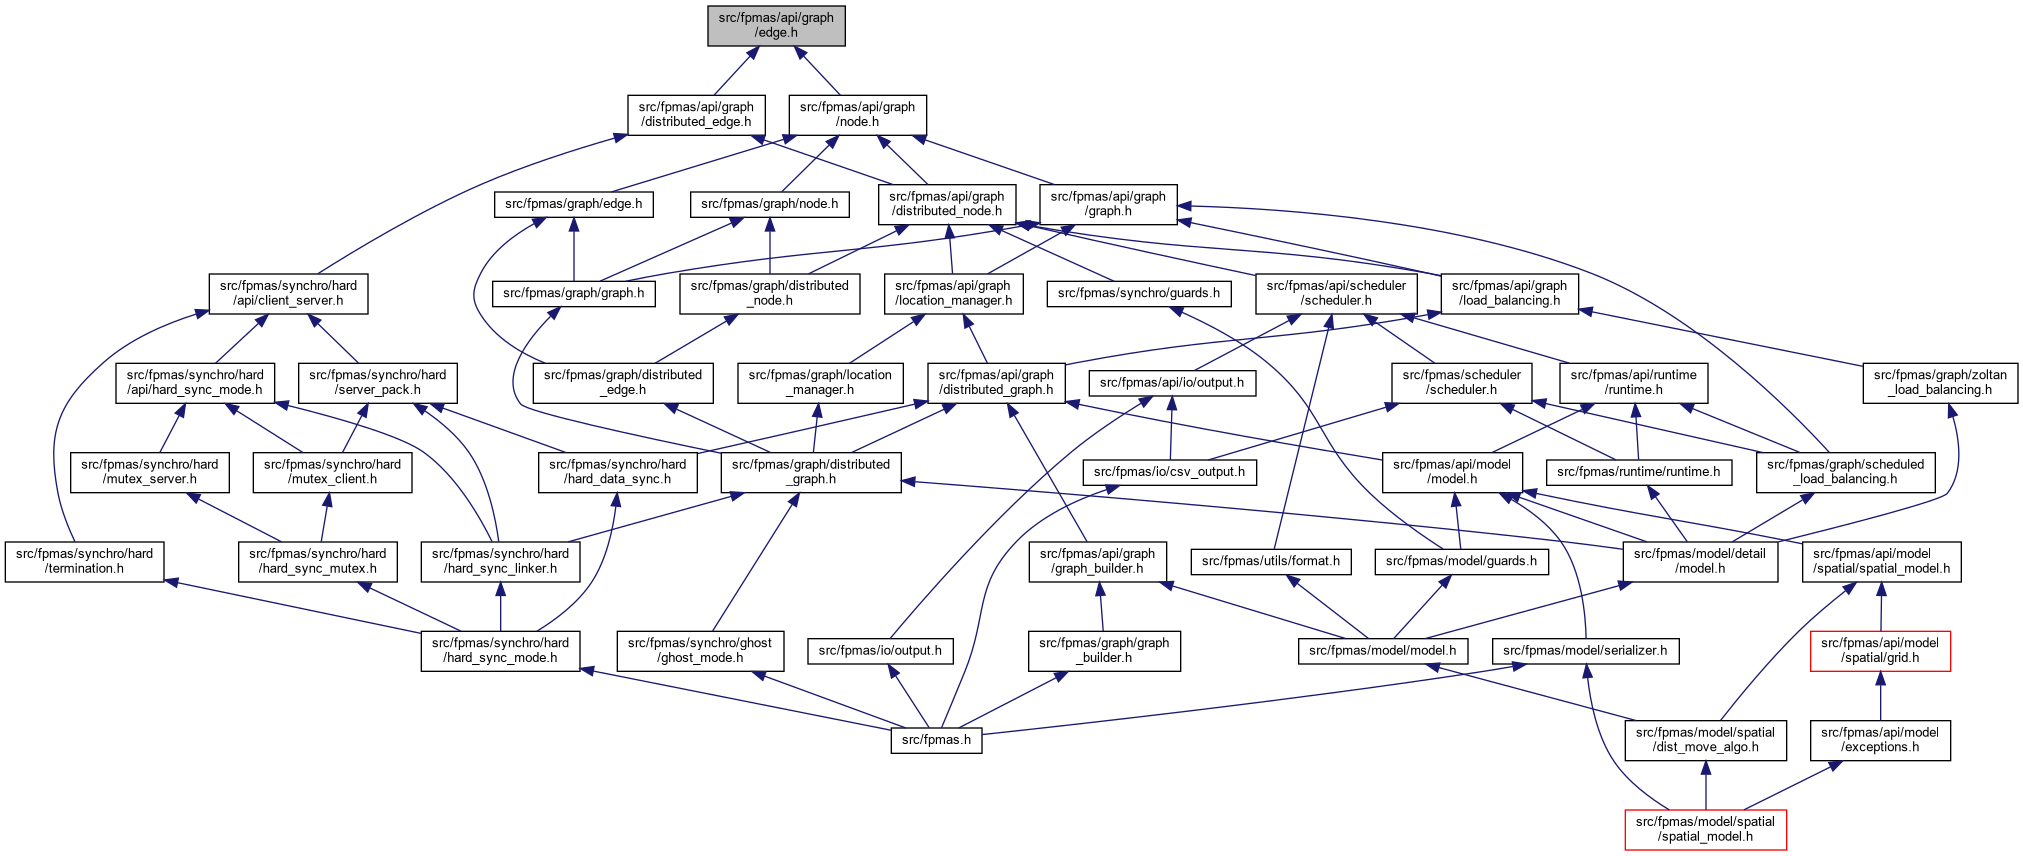 src/fpmas/api/graph
/edge.h
src/fpmas/api/graph
/distributed_edge.h
src/fpmas/api/graph
/node.h
src/fpmas/graph/edge.h
src/fpmas/graph/node.h
src/fpmas/api/graph
/distributed_node.h
src/fpmas/api/graph
/graph.h
src/fpmas/synchro/hard
/api/client_server.h
src/fpmas/graph/graph.h
src/fpmas/graph/distributed
_node.h
src/fpmas/api/graph
/location_manager.h
src/fpmas/synchro/guards.h
src/fpmas/api/scheduler
/scheduler.h
src/fpmas/api/graph
/load_balancing.h
src/fpmas/synchro/hard
/api/hard_sync_mode.h
src/fpmas/synchro/hard
/server_pack.h
src/fpmas/graph/distributed
_edge.h
src/fpmas/graph/location
_manager.h
src/fpmas/api/graph
/distributed_graph.h
src/fpmas/api/io/output.h
src/fpmas/scheduler
/scheduler.h
src/fpmas/api/runtime
/runtime.h
src/fpmas/graph/zoltan
_load_balancing.h
src/fpmas/synchro/hard
/mutex_server.h
src/fpmas/synchro/hard
/mutex_client.h
src/fpmas/synchro/hard
/hard_data_sync.h
src/fpmas/graph/distributed
_graph.h
src/fpmas/io/csv_output.h
src/fpmas/api/model
/model.h
src/fpmas/runtime/runtime.h
src/fpmas/graph/scheduled
_load_balancing.h
src/fpmas/synchro/hard
/termination.h
src/fpmas/synchro/hard
/hard_sync_mutex.h
src/fpmas/synchro/hard
/hard_sync_linker.h
src/fpmas/api/graph
/graph_builder.h
src/fpmas/utils/format.h
src/fpmas/model/guards.h
src/fpmas/model/detail
/model.h
src/fpmas/api/model
/spatial/spatial_model.h
src/fpmas/synchro/hard
/hard_sync_mode.h
src/fpmas/synchro/ghost
/ghost_mode.h
src/fpmas/io/output.h
src/fpmas/graph/graph
_builder.h
src/fpmas/model/model.h
src/fpmas/model/serializer.h
src/fpmas/api/model
/spatial/grid.h
src/fpmas.h
src/fpmas/model/spatial
/dist_move_algo.h
src/fpmas/api/model
/exceptions.h
src/fpmas/model/spatial
/spatial_model.h